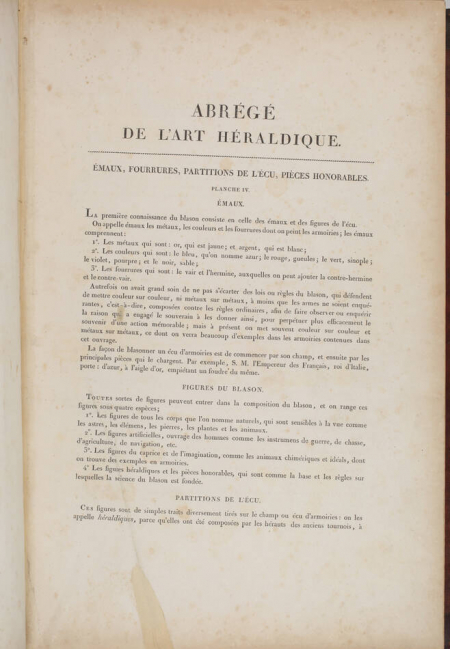 ABRÉGÉ
DE L'ART HÉRALDIQUE.
ÉMAUX, FOURRURES, PARTITIONS DE L'ÉCU, PIÈCES HONORABLES.
PLANCHE IV.
ÉMAUX.
LA première connaissance du blason consiste en celle des émaux et des figures de l'écu.
On appelle émaux les métaux, les couleurs et les fourrures dont on peint les armoiries; les émaux
comprennent:
1°. Les métaux qui sont: or, qui est jaune; et argent, qui est blanc;
2°. Les couleurs qui sont: le bleu, qu'on nomme azur; le rouge, gueules; le vert, sinople;
le violet, pourpre; et le noir, sable;
3°. Les fourrures qui sont: le vair et l'hermine, auxquelles on peut ajouter la contre-hermine
et le contre-vair.
Autrefois on avait grand soin de ne pas s'écarter des lois ou règles du blason, qui défendent
de mettre couleur sur couleur, ni métaux sur métaux, à moins que les armes ne soient enqué-
rantes, c'est-à-dire, composées contre les règles ordinaires, afin de faire observer ou enquérir
la raison qui a engagé le souverain à les donner ainsi, pour perpétuer plus efficacement le
souvenir d'une action mémorable; mais à présent on met souvent couleur sur couleur et
métaux sur métaux, ce dont on verra beaucoup d'exemples dans les armoiries contenues dans
cet ouvrage.
La façon de blasonner un écu d'armoiries est de commencer par son champ, et ensuite par les
principales pièces qui le chargent. Par exemple, S. M. l'Empereur des Français, roi d'Italie,
porte: d'azur, à l'aigle d'or, empiétant un foudre du même.
FIGURES DU BLASON.
TOUTES sortes de figures peuvent entrer dans la composition du blason, et on range ces
figures sous quatre espèces;
1°. Les figures de tous les corps que l'on nomme naturels, qui sont sensibles à la vue comme
les astres, les élémens, les pierres, les plantes et les animaux.
2°. Les figures artificielles, ouvrage des hommes comme les instrumens de guerre, de chasse,
d'agriculture, de navigation, etc.
3°. Les figures du caprice et de l'imagination, comme les animaux chimériques et idéals, dont
on trouve des exemples en armoiries.
4° Les figures héraldiques et les pièces honorables, qui sont comme la base et les règles sur
lesquelles la science du blason est fondée.
PARTITIONS DE L'ÉCU.
CES figures sont de simples traits diversement tirés sur le champ ou écu d'armoiries: on les
appelle héraldiques, parce qu'elles ont été composées par les hérauts des anciens tournois, à